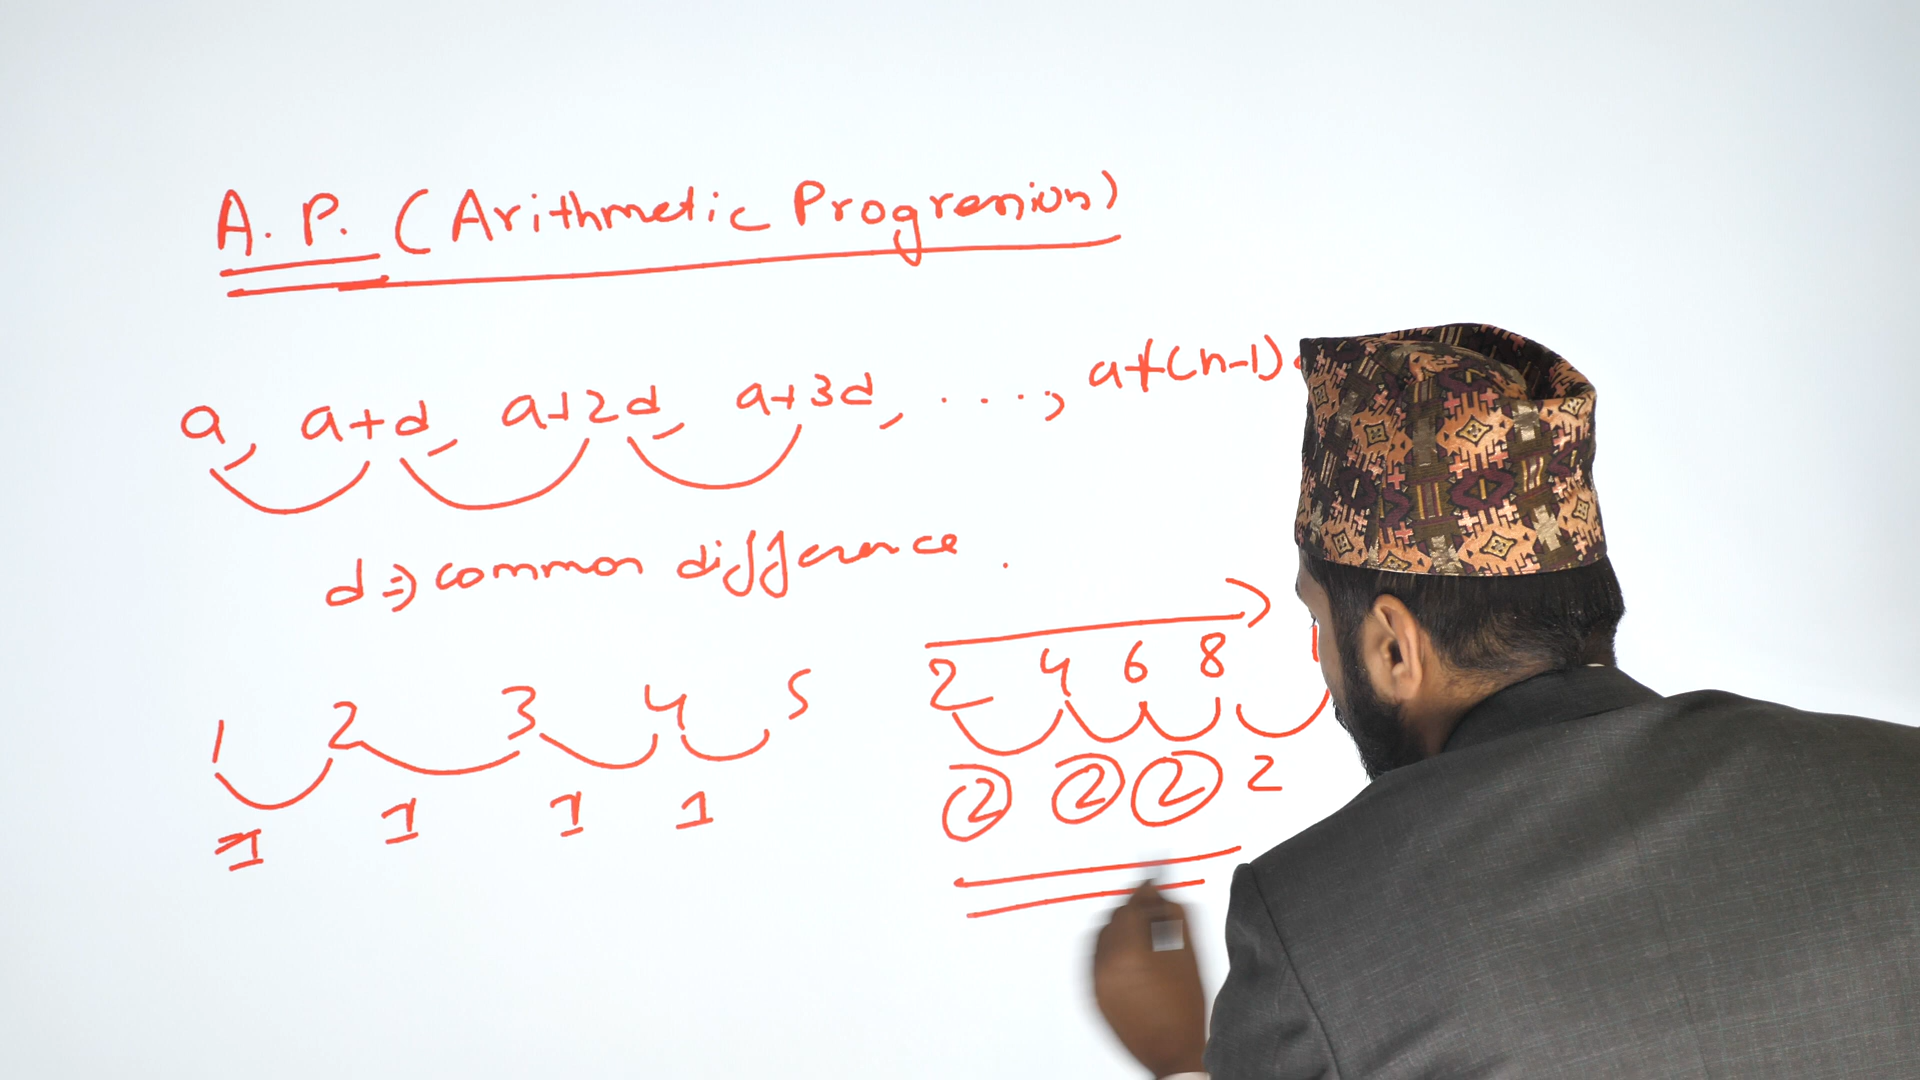 A. P. (Arithmetic Progression)
a, a+d, a+2d, a+3d, ...., a+(n-1)
d => common difference.
1 2 3 4 5
1 1 1 1
2 4 6 8
2 2 2 2